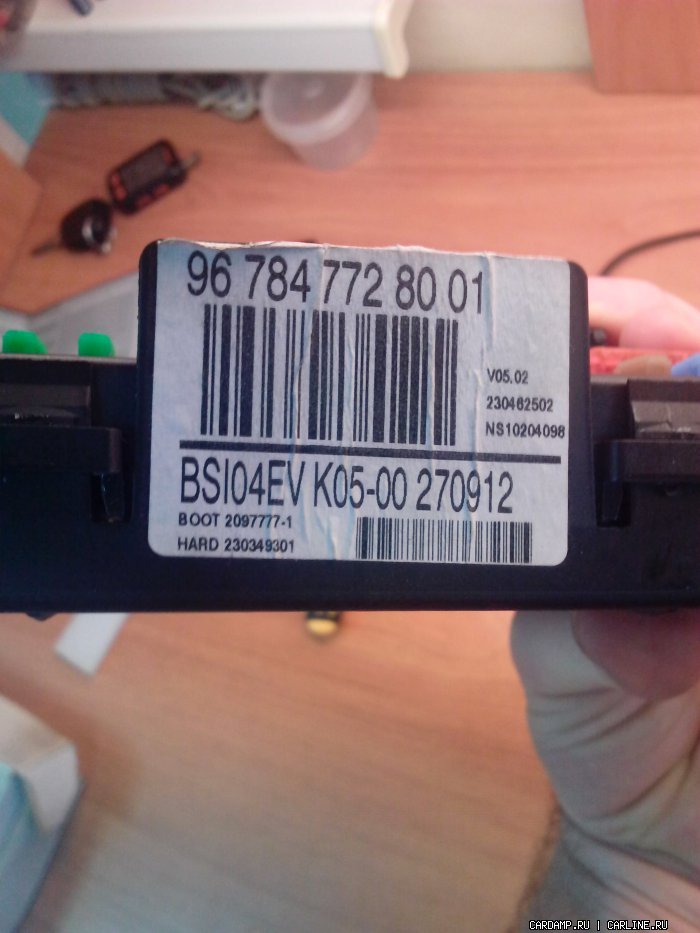 96 784 772 80 01
V05.02
230462502
NS10204098
BSI04EV K05-00 270912
BOOT 2097777-1
HARD 230349301
CARDAMP.RU | CARLINE.RU